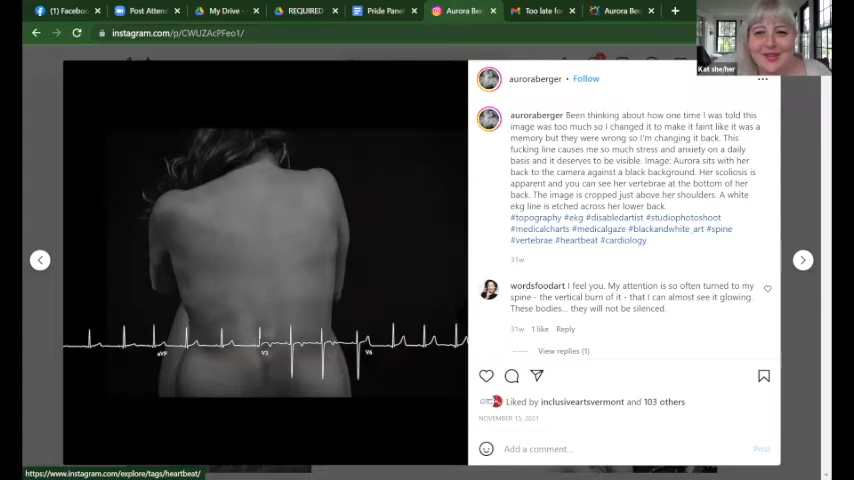 (1) Faceboo
Post Attend
My Drive -
REQUIRED
Pride Panel
Aurora Ber
Too late for
Aurora Ber
instagram.com/p/CWUZAcPFeo1/
Kat she/her
auroraberger • Follow
auroraberger Been thinking about how one time I was told this
image was too much so I changed it to make it faint like it was a
memory but they were wrong so I'm changing it back. This
fucking line causes me so much stress and anxiety on a daily
basis and it deserves to be visible. Image: Aurora sits with her
back to the camera against a black background. Her scoliosis is
apparent and you can see her vertebrae at the bottom of her
back. The image is cropped just above her shoulders. A white
ekg line is etched across her lower back.
#topography #ekg #disabledartist #studiophotoshoot
#medicalcharts #medicalgaze #blackandwhite_art #spine
#vertebrae #heartbeat #cardiology
31w
wordsfoodart I feel you. My attention is so often turned to my
spine - the vertical burn of it - that I can almost see it glowing.
These bodies... they will not be silenced.
31w 1 like Reply
View replies (1)
aVF
V3
V6
Liked by inclusiveartsvermont and 103 others
NOVEMBER 15, 2021
Add a comment...
Post
https://www.instagram.com/explore/tags/heartbeat/